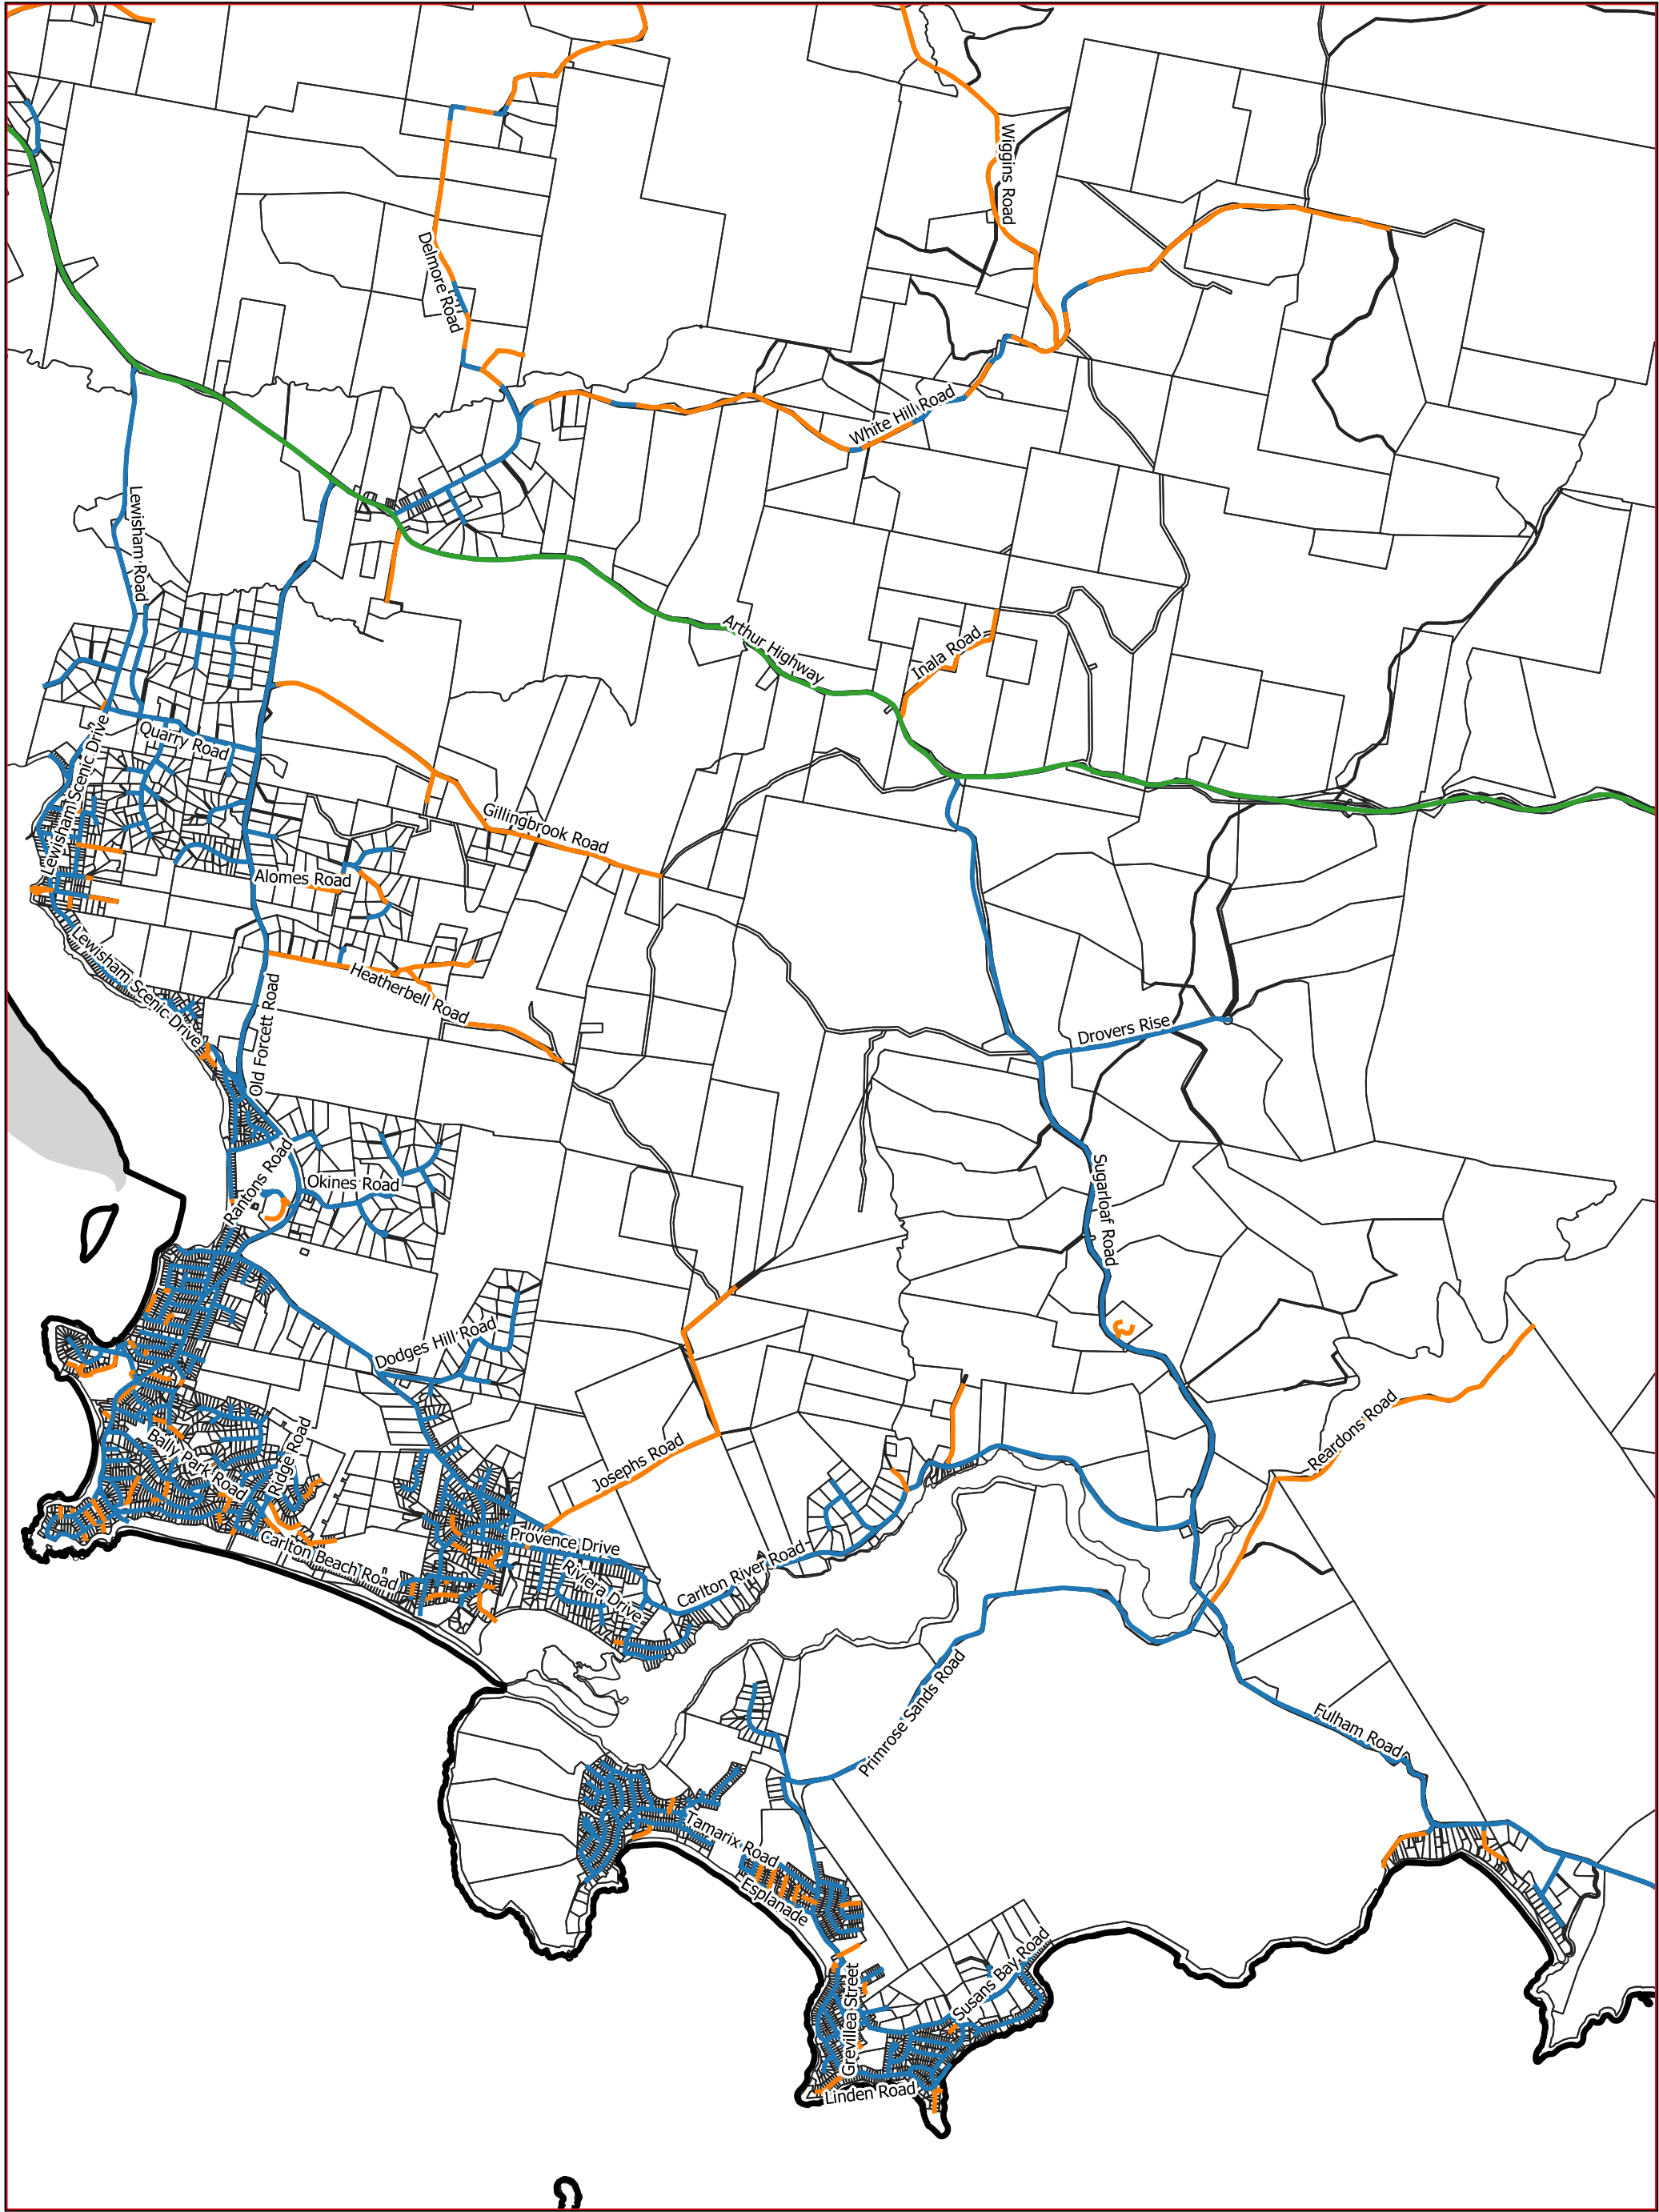 Wiggins Road
Delmore Road
White Hill Road
Lewisham Road
Arthur Highway
Inala Road
Lewisham Scenic Drive
Quarry Road
Gillingbrook Road
Alomes Road
Lewisham Scenic Drive
Heatherbell Road
Old Forcett Road
Drovers Rise
Rantons Road
Okines Road
Sugarloaf Road
Dodges Hill Road
Reardons Road
Bally Park Road
Ridge Road
Josephs Road
Carlton Beach Road
Provence Drive
Riviera Drive
Carlton River Road
Primrose Sands Road
Fulham Road
Tamarix Road
Esplanade
Susans Bay Road
Grevillea Street
Linden Road